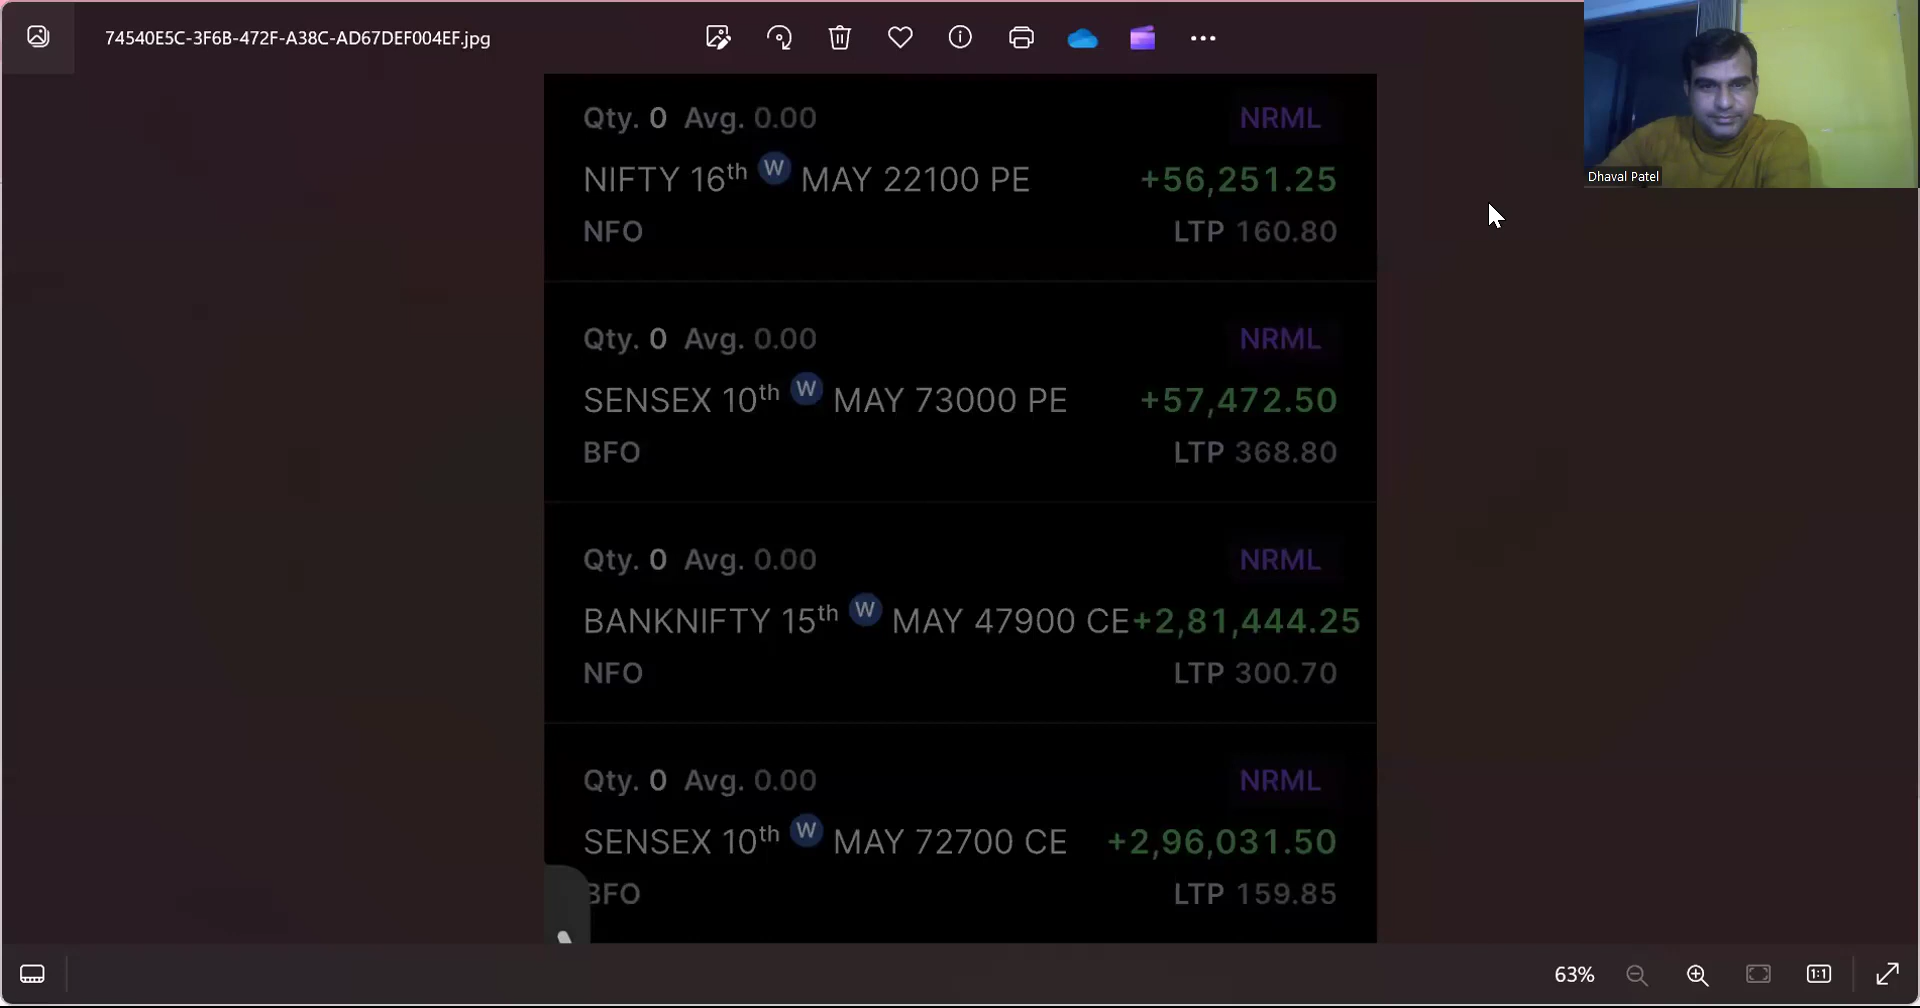 74540E5C-3F6B-472F-A38C-AD67DEF004EF.jpg
Dhaval Patel
Qty. 0 Avg. 0.00 NRML
NIFTY 16th W MAY 22100 PE +56,251.25
NFO LTP 160.80
Qty. 0 Avg. 0.00 NRML
SENSEX 10th W MAY 73000 PE +57,472.50
BFO LTP 368.80
Qty. 0 Avg. 0.00 NRML
BANKNIFTY 15th W MAY 47900 CE +2,81,444.25
NFO LTP 300.70
Qty. 0 Avg. 0.00 NRML
SENSEX 10th W MAY 72700 CE +2,96,031.50
BFO LTP 159.85
63% 1:1